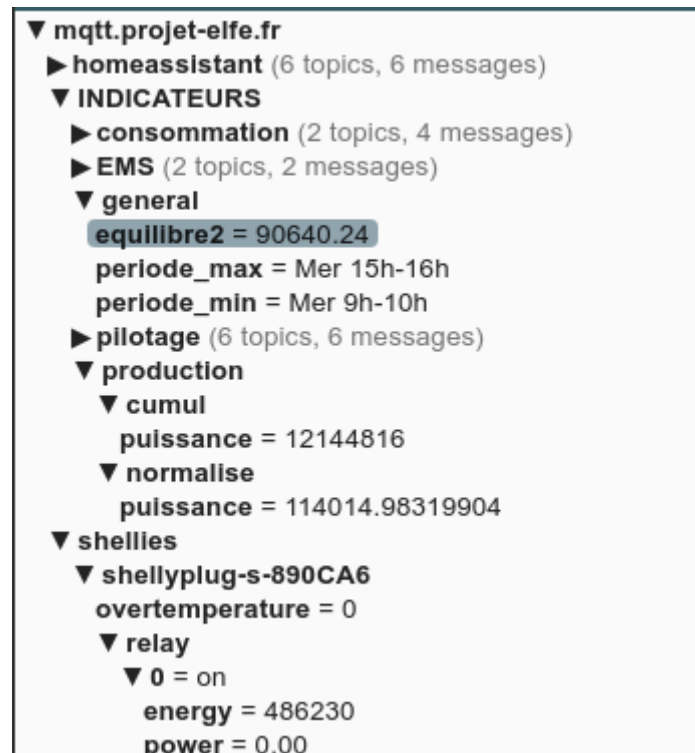 ▼ mqtt.projet-elfe.fr
▶ homeassistant (6 topics, 6 messages)
▼ INDICATEURS
▶ consommation (2 topics, 4 messages)
▶ EMS (2 topics, 2 messages)
▼ general
equilibre2 = 90640.24
periode_max = Mer 15h-16h
periode_min = Mer 9h-10h
▶ pilotage (6 topics, 6 messages)
▼ production
▼ cumul
puissance = 12144816
▼ normalise
puissance = 114014.98319904
▼ shellies
▼ shellyplug-s-890CA6
overtemperature = 0
▼ relay
▼ 0 = on
energy = 486230
power = 0.00